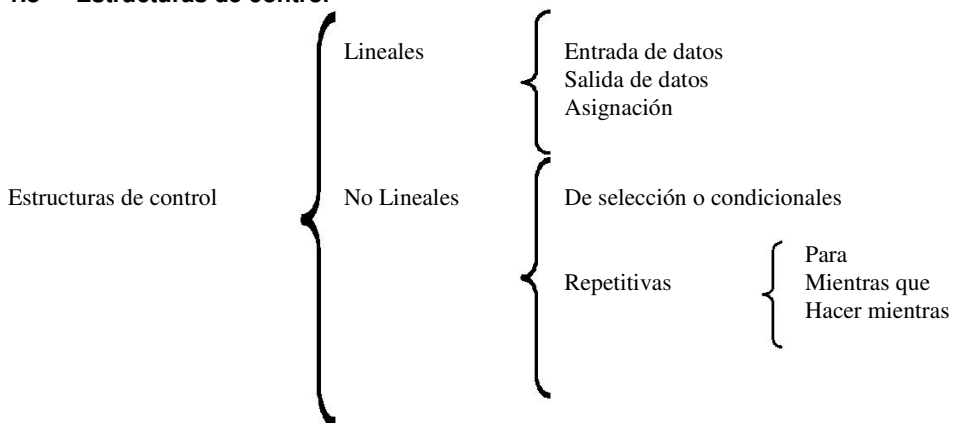 Estructuras de control
Lineales
Entrada de datos
Salida de datos
Asignación
Estructuras de control
No Lineales
De selección o condicionales
Repetitivas
Para
Mientras que
Hacer mientras